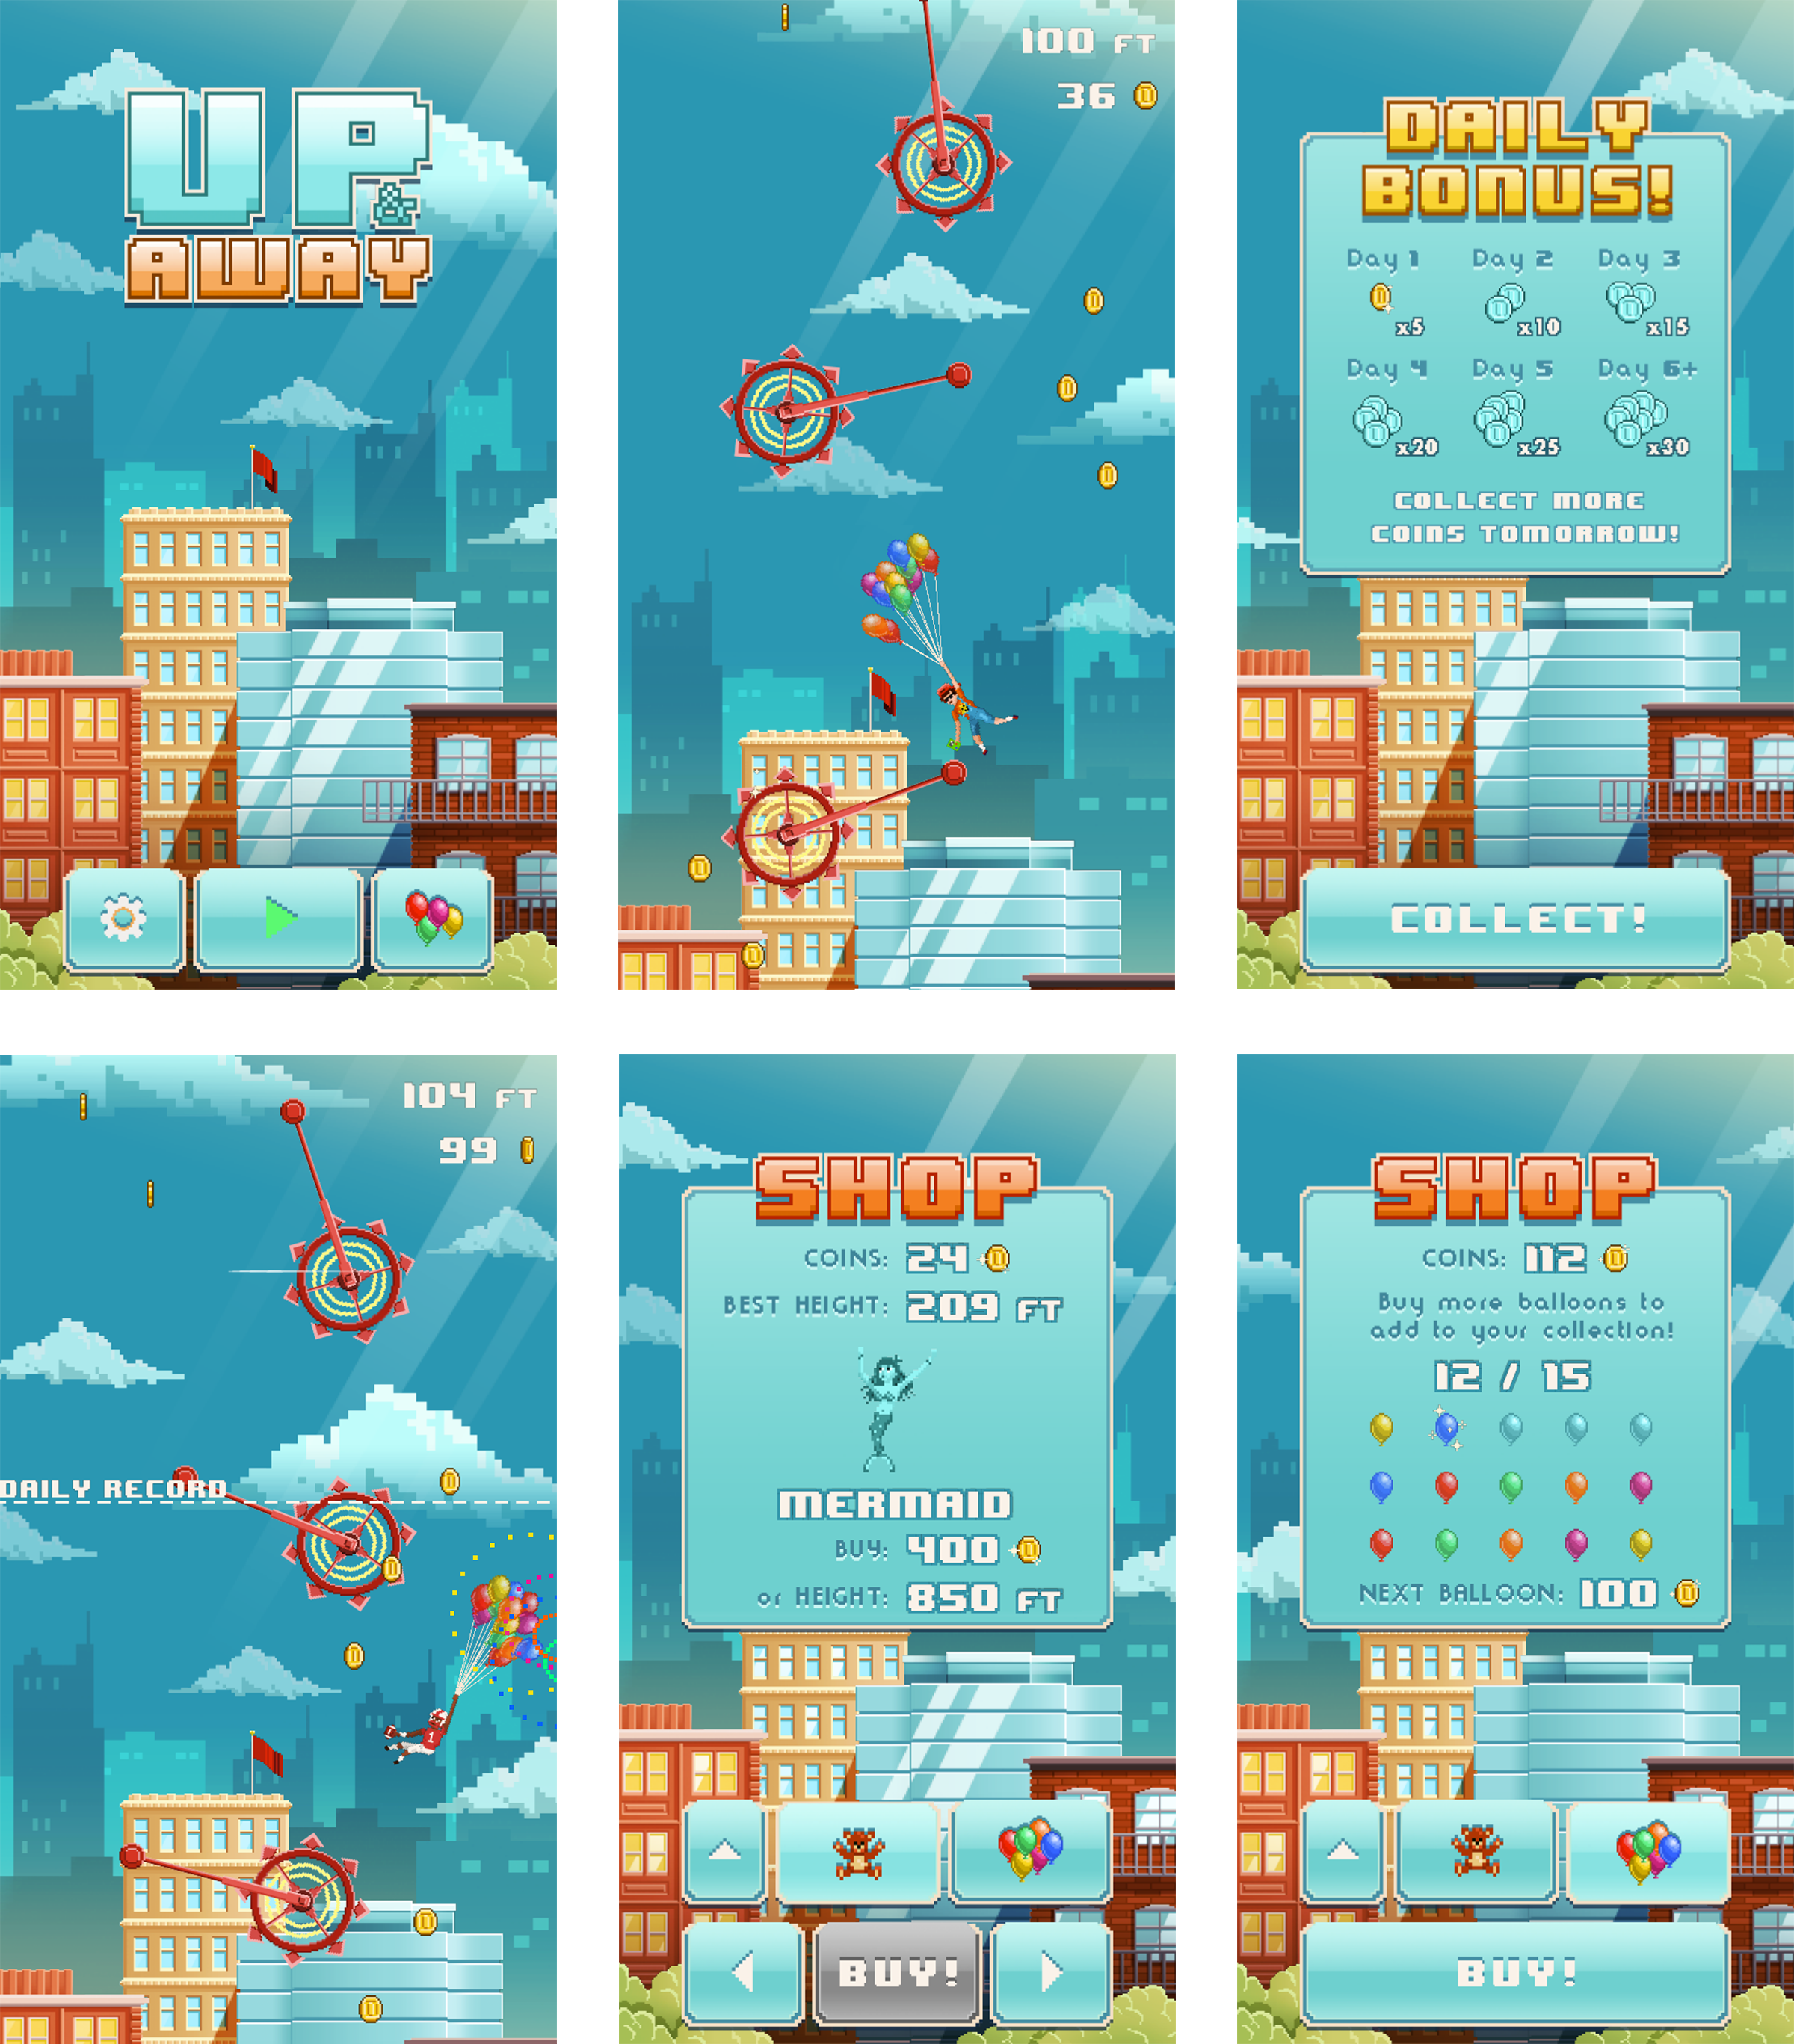 UP
&
AWAY
100 FT
36
DAILY
BONUS!
Day 1 Day 2 Day 3
x5 x10 x15
Day 4 Day 5 Day 6+
x20 x25 x30
COLLECT MORE
COINS TOMORROW!
COLLECT!
104 FT
99
DAILY RECORD
1
SHOP
COINS: 24
BEST HEIGHT: 209 FT
MERMAID
BUY: 400
or HEIGHT: 850 FT
BUY!
SHOP
COINS: 112
Buy more balloons to
add to your collection!
12 / 15
NEXT BALLOON: 100
BUY!